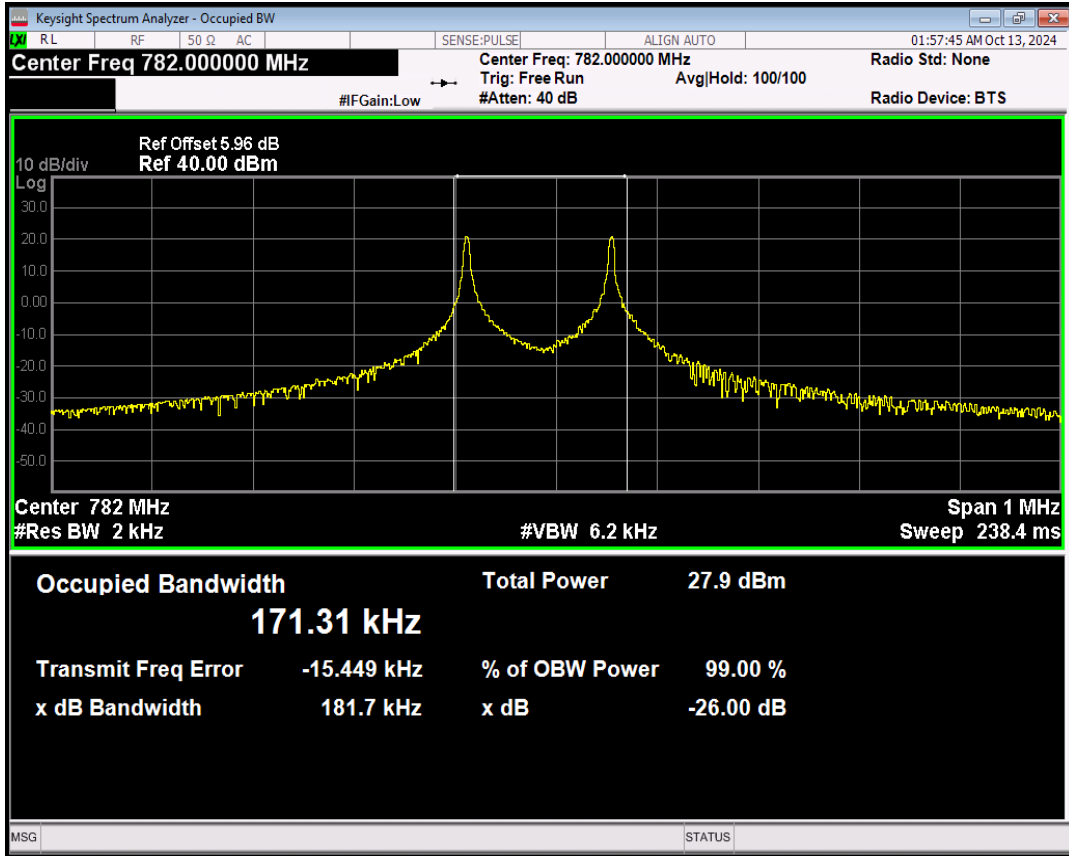 Keysight Spectrum Analyzer - Occupied BW
LXI RL RF 50 Ω AC SENSE:PULSE ALIGN AUTO 01:57:45 AM Oct 13, 2024
Center Freq 782.000000 MHz Center Freq: 782.000000 MHz Radio Std: None
Trig: Free Run Avg|Hold: 100/100
#IFGain:Low #Atten: 40 dB Radio Device: BTS
Ref Offset 5.96 dB
10 dB/div Ref 40.00 dBm
Log
30.0
20.0
10.0
0.00
-10.0
-20.0
-30.0
-40.0
-50.0
Center 782 MHz Span 1 MHz
#Res BW 2 kHz #VBW 6.2 kHz Sweep 238.4 ms
Occupied Bandwidth Total Power 27.9 dBm
171.31 kHz
Transmit Freq Error -15.449 kHz % of OBW Power 99.00 %
x dB Bandwidth 181.7 kHz x dB -26.00 dB
MSG STATUS